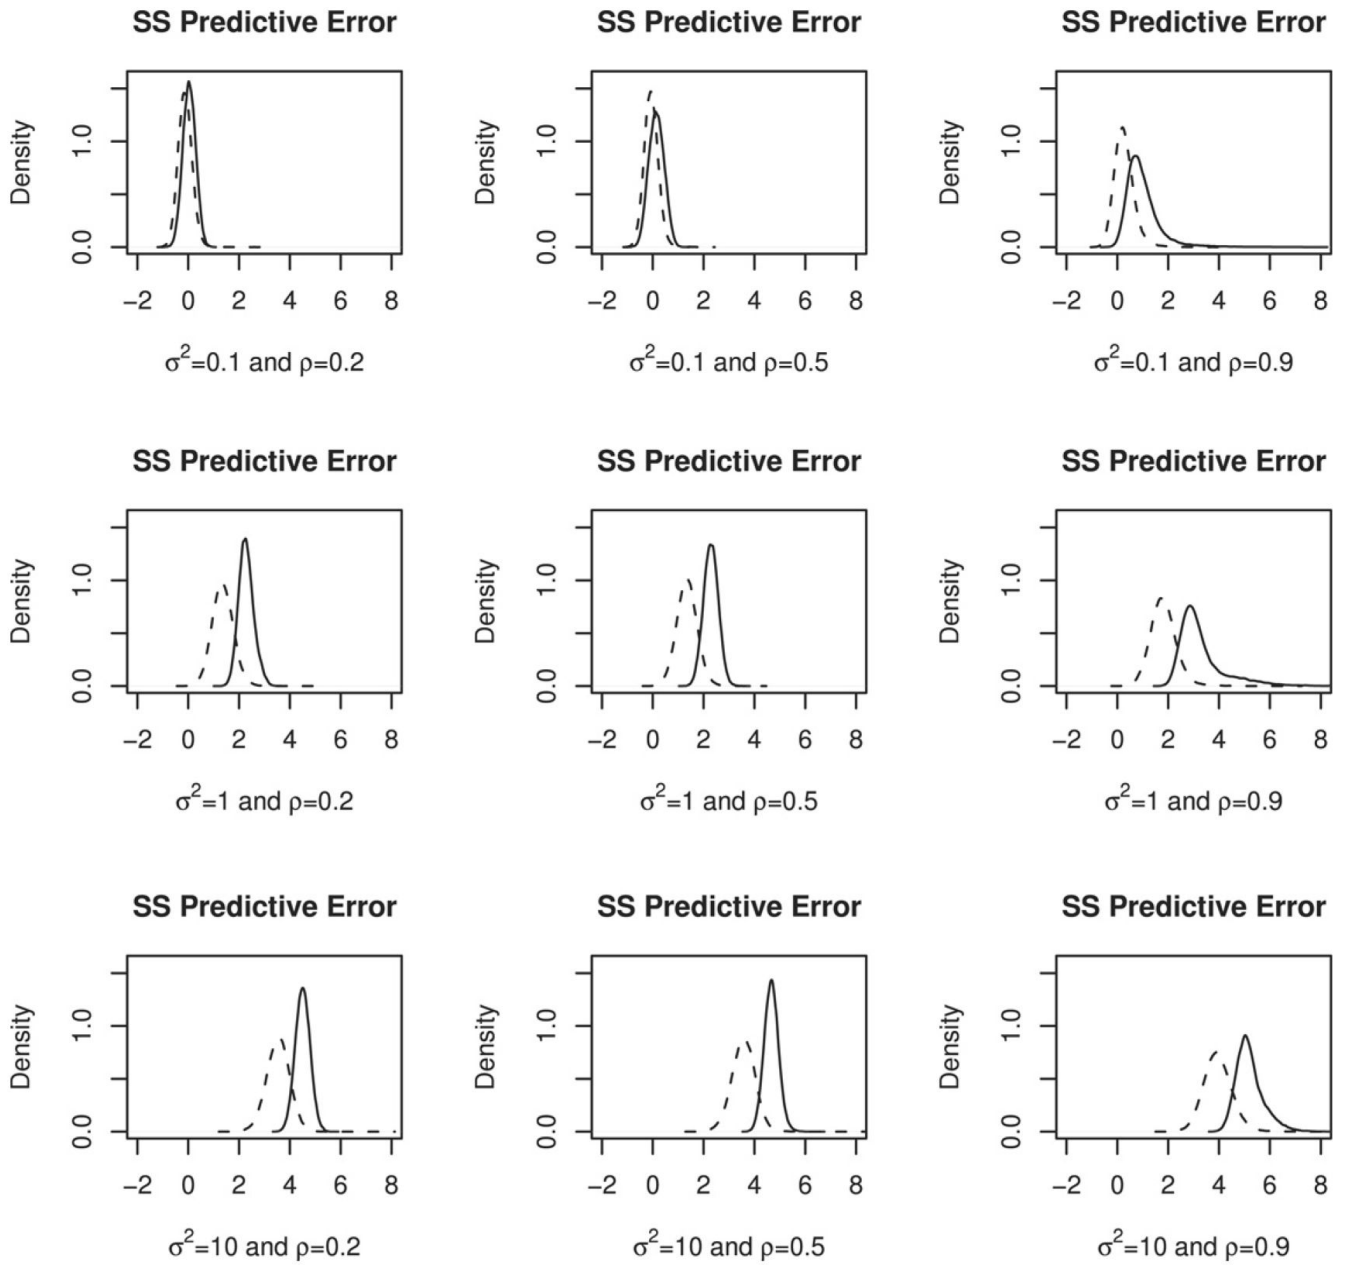 SS Predictive Error
Density
0.0 1.0
−2 0 2 4 6 8
σ²=0.1 and ρ=0.2
SS Predictive Error
Density
0.0 1.0
−2 0 2 4 6 8
σ²=0.1 and ρ=0.5
SS Predictive Error
Density
0.0 1.0
−2 0 2 4 6 8
σ²=0.1 and ρ=0.9
SS Predictive Error
Density
0.0 1.0
−2 0 2 4 6 8
σ²=1 and ρ=0.2
SS Predictive Error
Density
0.0 1.0
−2 0 2 4 6 8
σ²=1 and ρ=0.5
SS Predictive Error
Density
0.0 1.0
−2 0 2 4 6 8
σ²=1 and ρ=0.9
SS Predictive Error
Density
0.0 1.0
−2 0 2 4 6 8
σ²=10 and ρ=0.2
SS Predictive Error
Density
0.0 1.0
−2 0 2 4 6 8
σ²=10 and ρ=0.5
SS Predictive Error
Density
0.0 1.0
−2 0 2 4 6 8
σ²=10 and ρ=0.9